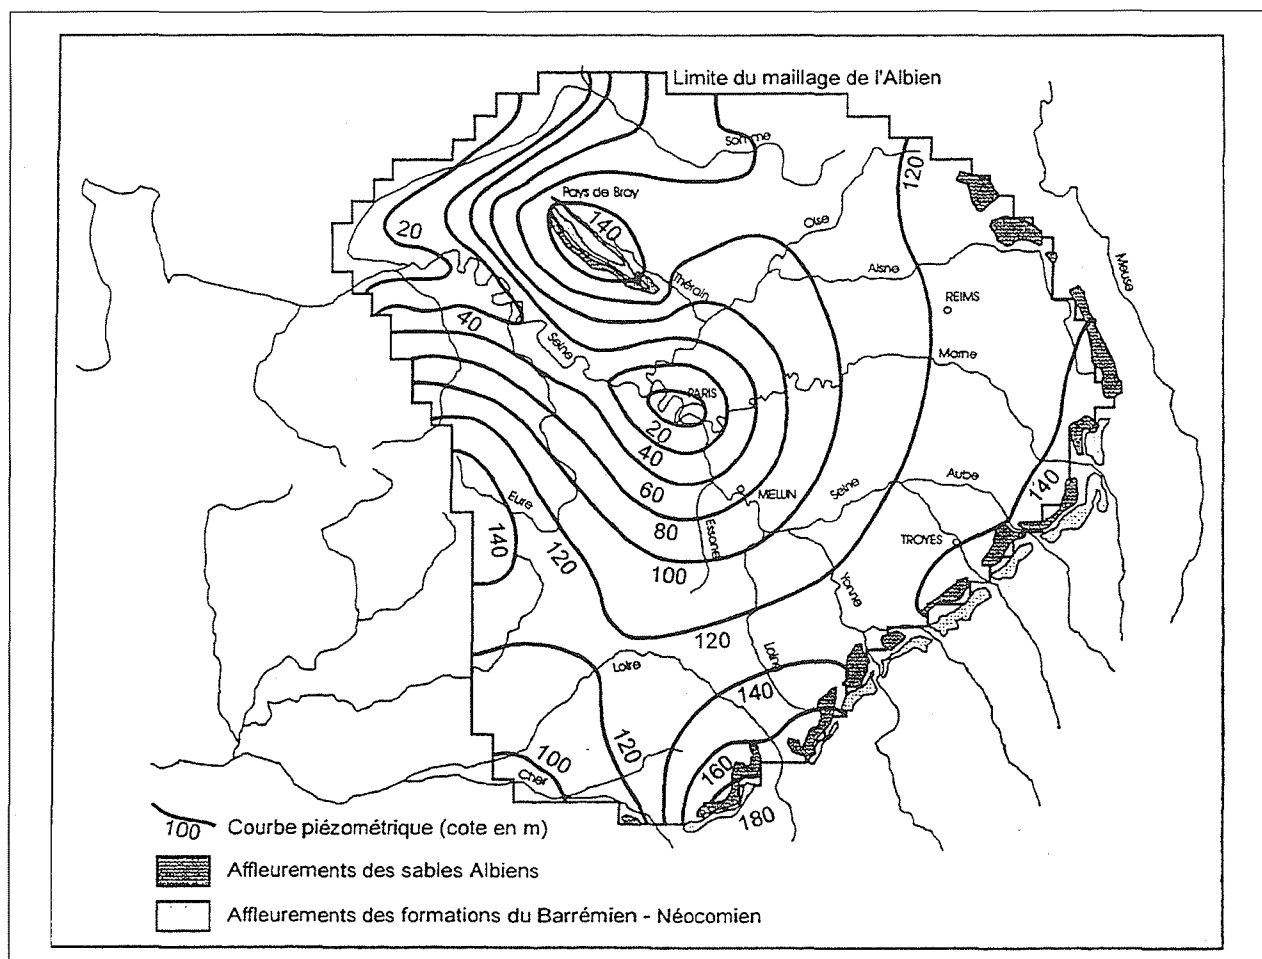 Limite du maillage de l'Albien
Somme
120
Pays de Bray
140
20
Oise
Aisne
Meuse
Thérain
REIMS
40
Seine
Marne
PARIS
20
40
60
MELUN
Seine
Aube
140
80
Eure
Essone
TROYES
140
120
100
Yonne
120
Loire
Loing
140
120
100
160
Cher
180
100 Courbe piézométrique (cote en m)
Affleurements des sables Albiens
Affleurements des formations du Barrémien - Néocomien